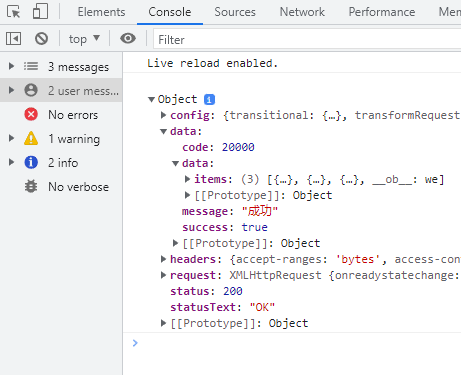 Elements Console Sources Network
top Filter
3 messages
2 user mess...
No errors
1 warning
2 info
No verbose
Live reload enabled.
Object
config: {transitional: {…}, transformRequest
data:
code: 20000
data:
items: (3) [{…}, {…}, {…}, __ob__: we]
[[Prototype]]: Object
message: "成功"
success: true
[[Prototype]]: Object
headers: {accept-ranges: 'bytes', access-con
request: XMLHttpRequest {onreadystatechange:
status: 200
statusText: "OK"
[[Prototype]]: Object